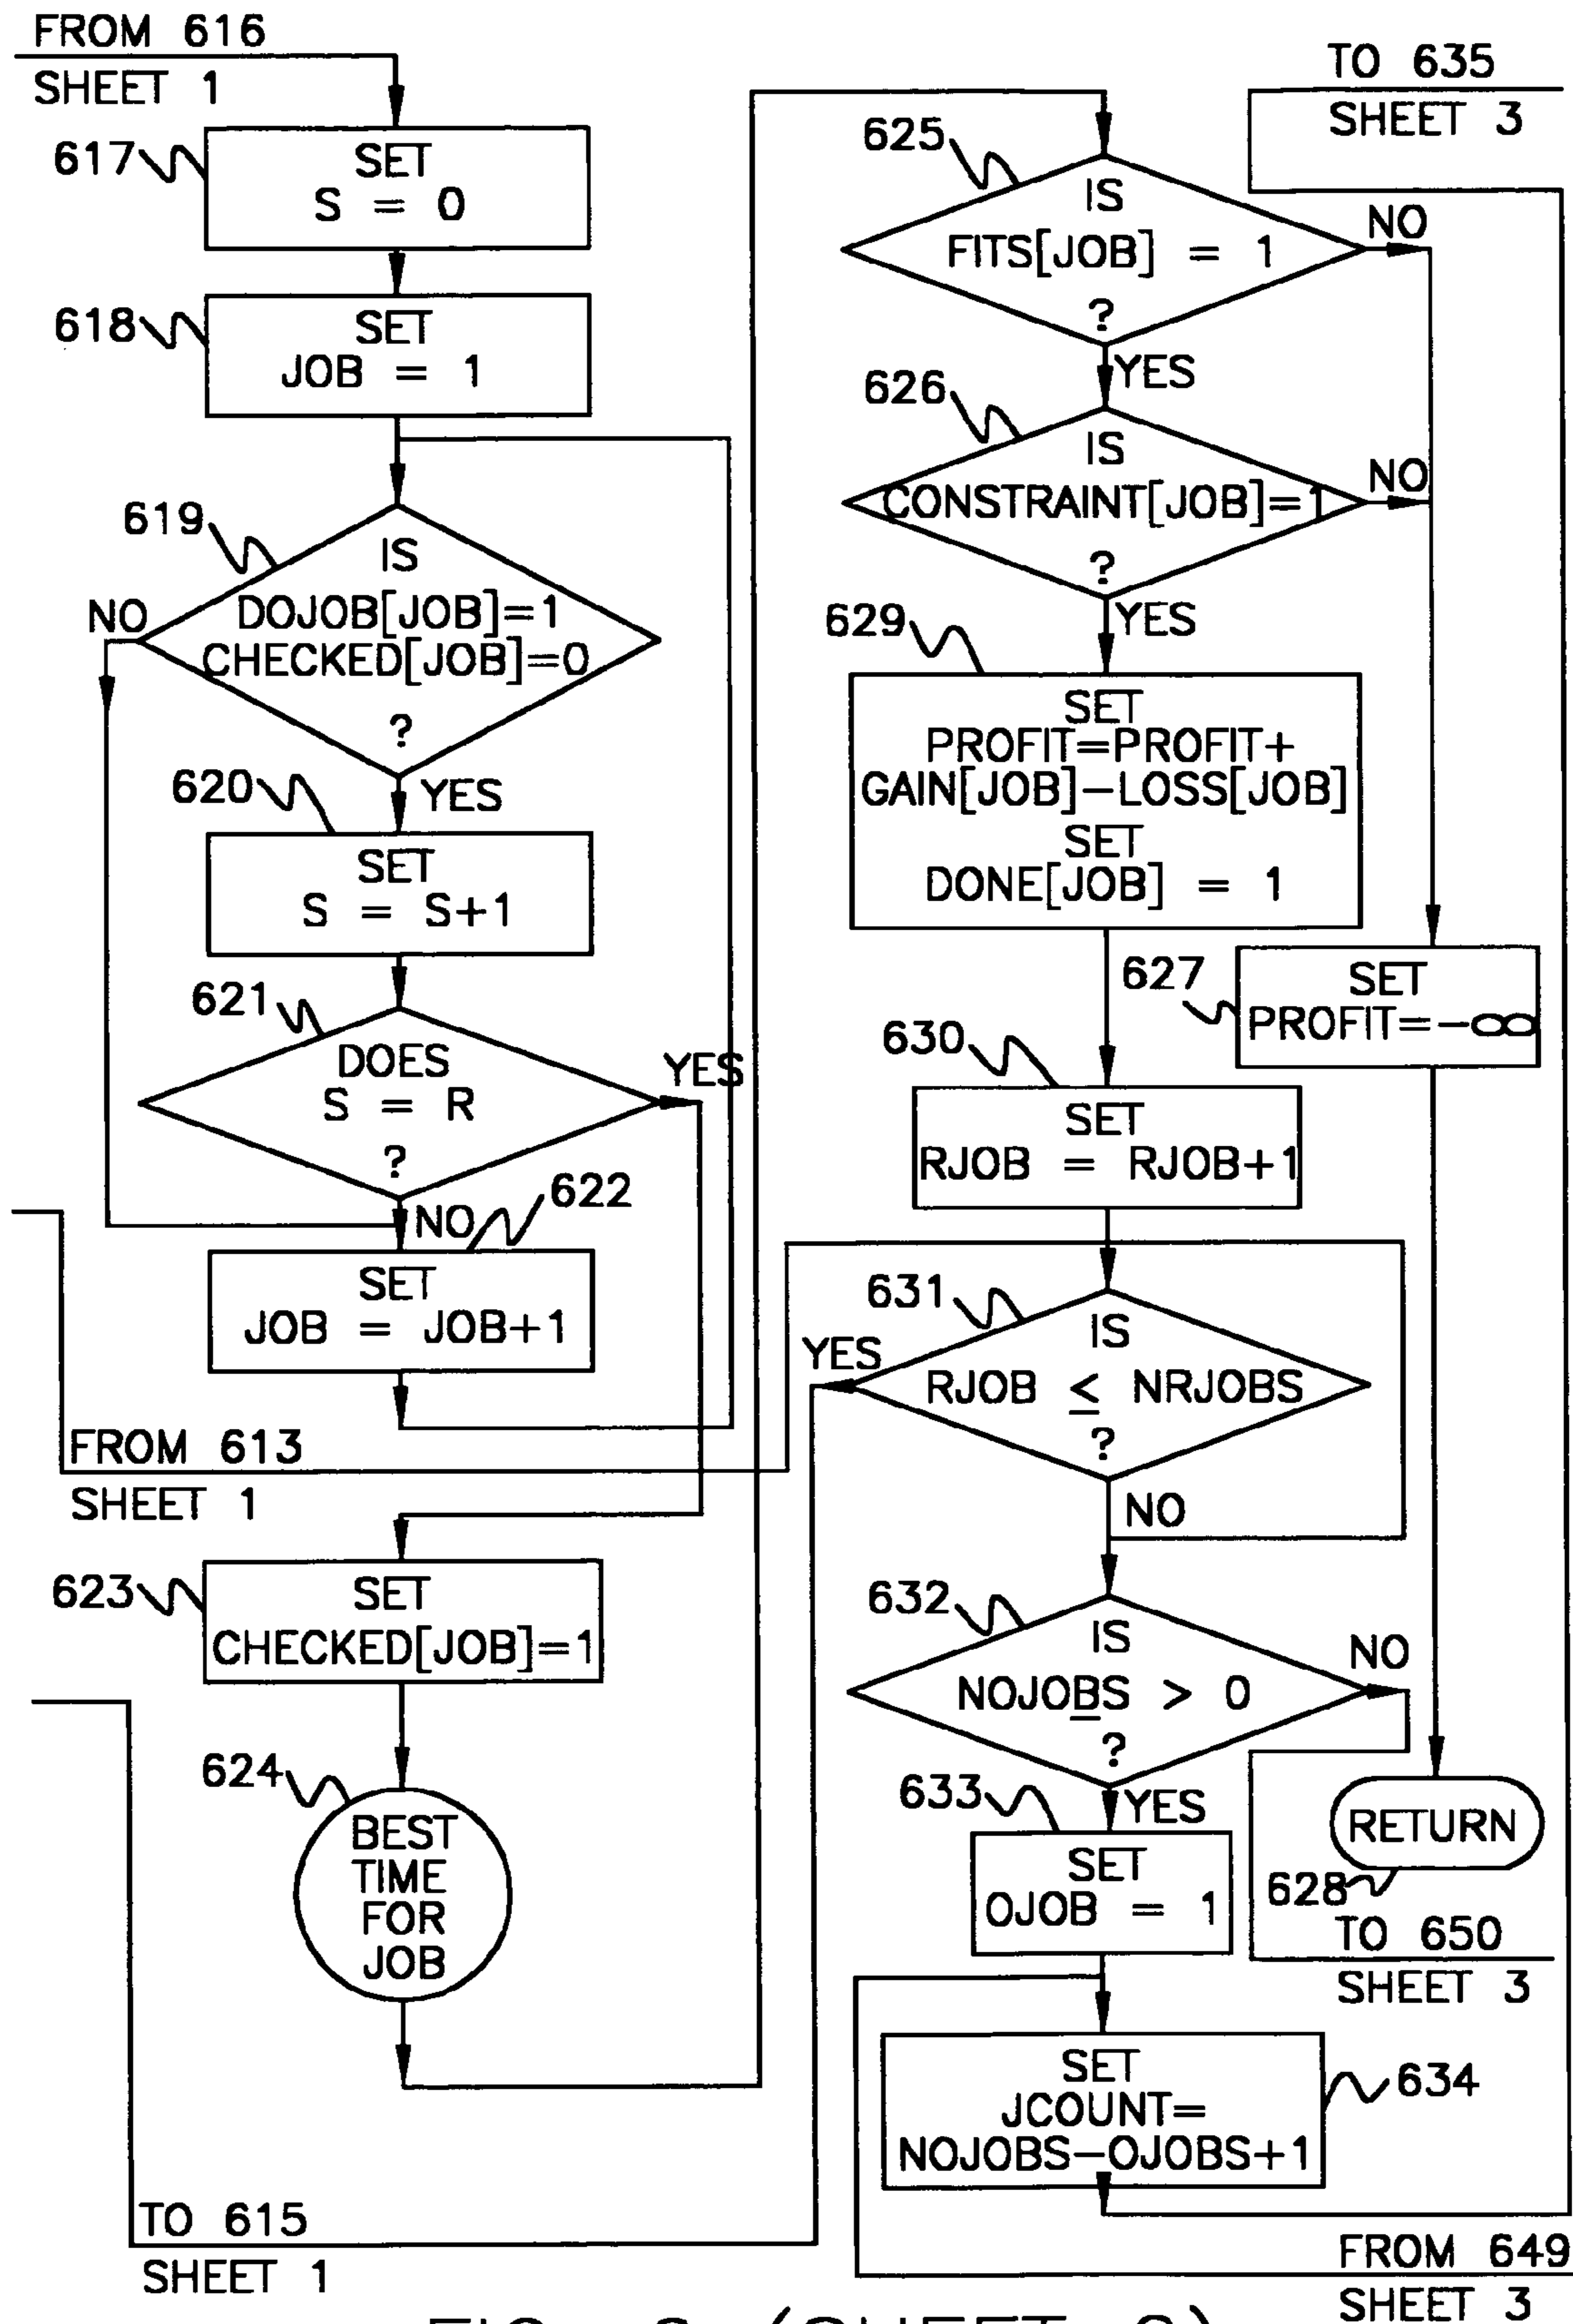 FROM 616
SHEET 1
617
SET
S = 0
618
SET
JOB = 1
619
IS
DOJOB[JOB]=1
CHECKED[JOB]=0
?
NO
YES
620
SET
S = S+1
621
DOES
S = R
?
YES
NO
622
SET
JOB = JOB+1
FROM 613
SHEET 1
623
SET
CHECKED[JOB]=1
624
BEST
TIME
FOR
JOB
TO 615
SHEET 1
TO 635
SHEET 3
625
IS
FITS[JOB] = 1
?
NO
YES
626
IS
CONSTRAINT[JOB]=1
?
NO
YES
629
SET
PROFIT=PROFIT+
GAIN[JOB]-LOSS[JOB]
SET
DONE[JOB] = 1
627
SET
PROFIT=-∞
630
SET
RJOB = RJOB+1
631
IS
RJOB ≤ NRJOBS
?
YES
NO
632
IS
NOJOBS > 0
?
NO
YES
633
SET
OJOB = 1
RETURN
628
TO 650
SHEET 3
SET
JCOUNT=
NOJOBS-OJOBS+1
634
FROM 649
SHEET 3